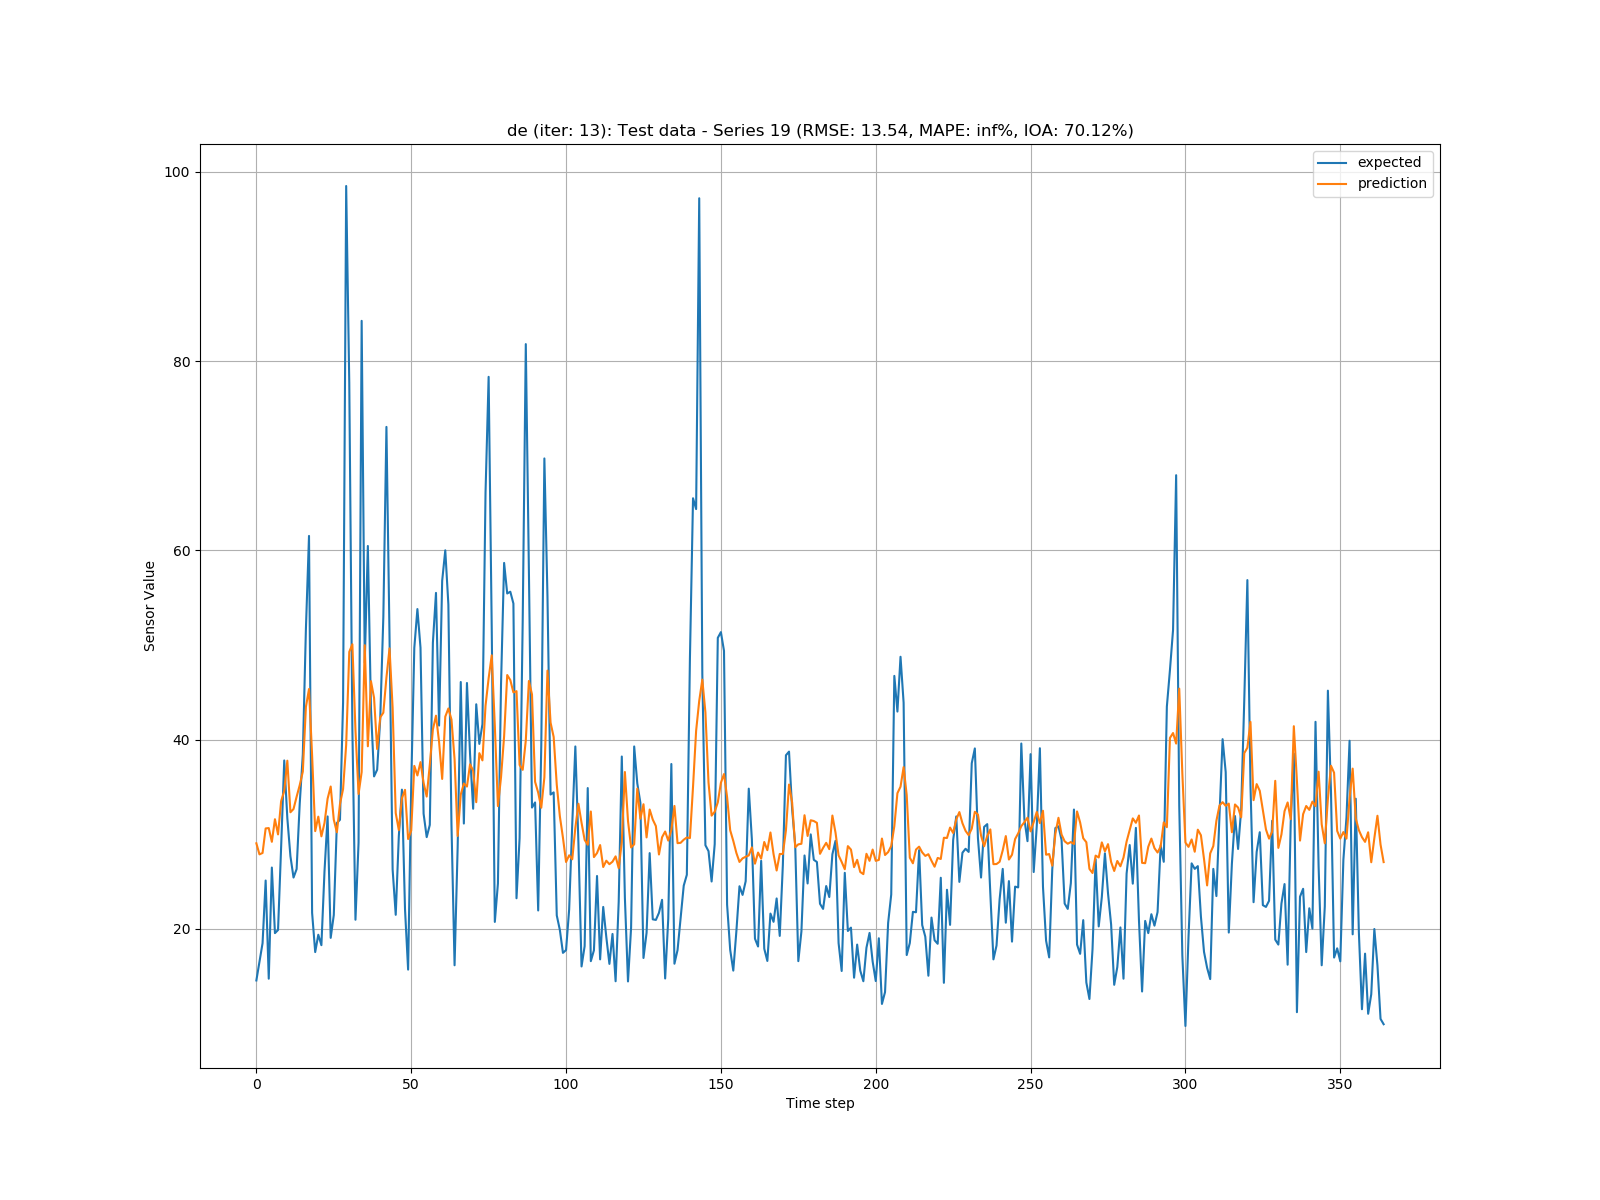 de (iter: 13): Test data - Series 19 (RMSE: 13.54, MAPE: inf%, IOA: 70.12%)
expected
prediction
100
80
60
40
20
Sensor Value
0 50 100 150 200 250 300 350
Time step